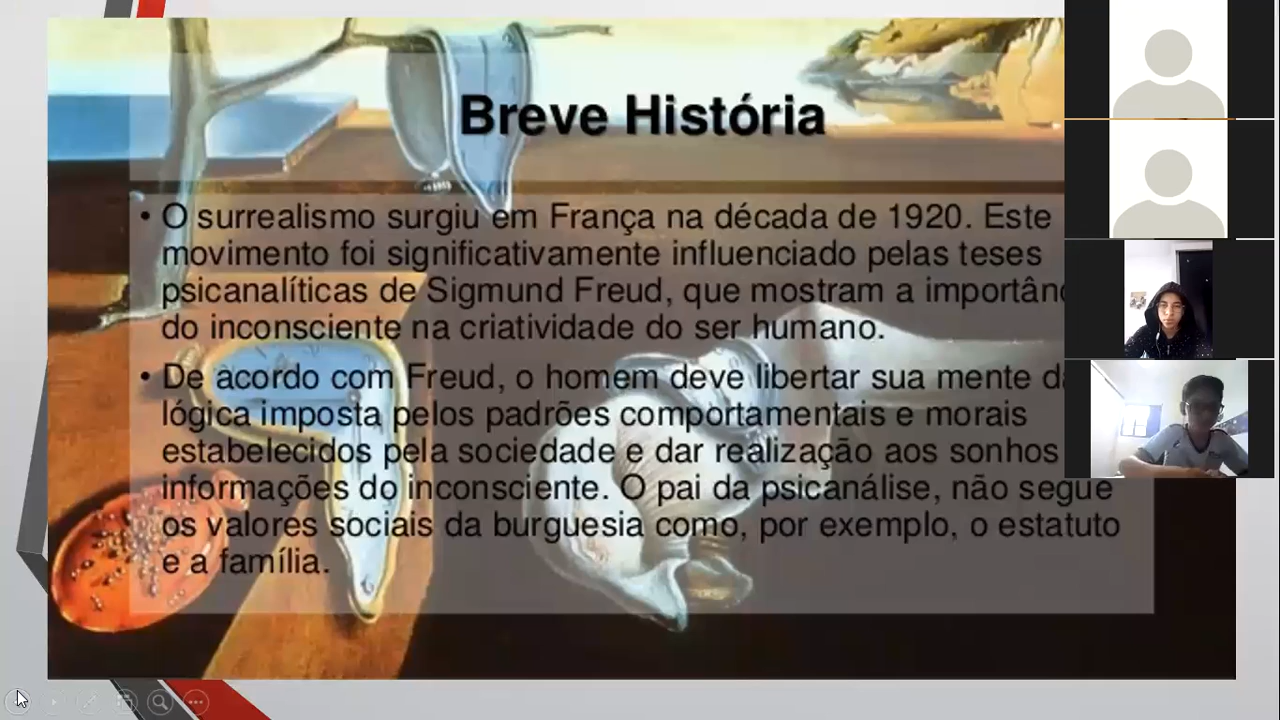 Breve História
• O surrealismo surgiu em França na década de 1920. Este
movimento foi significativamente influenciado pelas teses
psicanalíticas de Sigmund Freud, que mostram a
do inconsciente na criatividade do ser humano.
• De acordo com Freud, o homem deve libertar sua mente
lógica imposta pelos padrões comportamentais e morais
estabelecidos pela sociedade e dar realização aos sonhos
informações do inconsciente. O pai da psicanálise, não segue
os valores sociais da burguesia como, por exemplo, o estatuto
e a família.